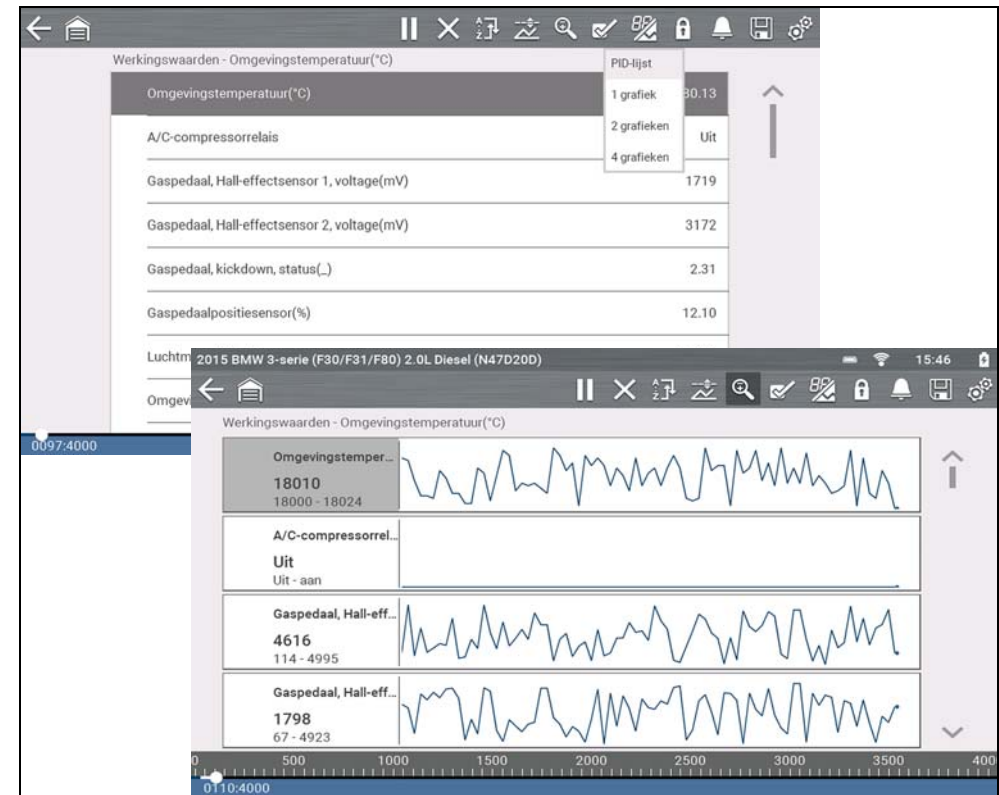 Werkingswaarden - Omgevingstemperatuur(°C)
PID-lijst
1 grafiek
2 grafieken
4 grafieken
Omgevingstemperatuur(°C) 30.13
A/C-compressorrelais Uit
Gaspedaal, Hall-effectsensor 1, voltage(mV) 1719
Gaspedaal, Hall-effectsensor 2, voltage(mV) 3172
Gaspedaal, kickdown, status(_) 2.31
Gaspedaalpositiesensor(%) 12.10
0097:4000
2015 BMW 3-serie (F30/F31/F80) 2.0L Diesel (N47D20D) 15:46
Werkingswaarden - Omgevingstemperatuur(°C)
Omgevingstemper...
18010
18000 - 18024
A/C-compressorrel...
Uit
Uit - aan
Gaspedaal, Hall-eff...
4616
114 - 4995
Gaspedaal, Hall-eff...
1798
67 - 4923
0 500 1000 1500 2000 2500 3000 3500 400
0110:4000